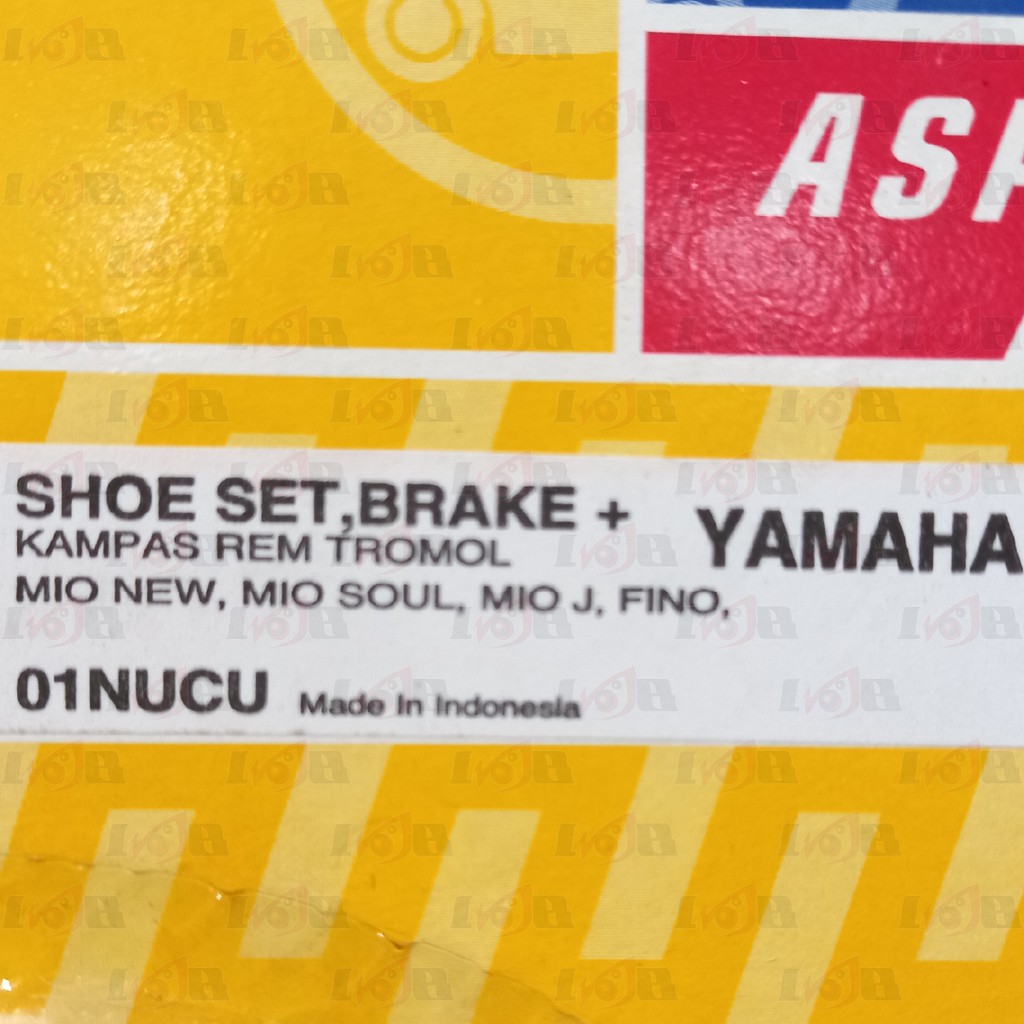 ASP
SHOE SET,BRAKE +
YAMAHA
KAMPAS REM TROMOL
MIO NEW, MIO SOUL, MIO J, FINO,
01NUCU Made In Indonesia